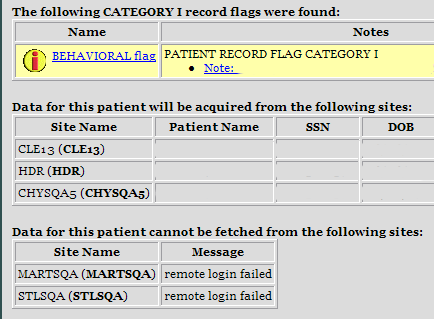 The following CATEGORY I record flags were found:
Name Notes
BEHAVIORAL flag PATIENT RECORD FLAG CATEGORY I
• Note:
Data for this patient will be acquired from the following sites:
Site Name Patient Name SSN DOB
CLE13 (CLE13)
HDR (HDR)
CHYSQA5 (CHYSQA5)
Data for this patient cannot be fetched from the following sites:
Site Name Message
MARTSQA (MARTSQA) remote login failed
STLSQA (STLSQA) remote login failed